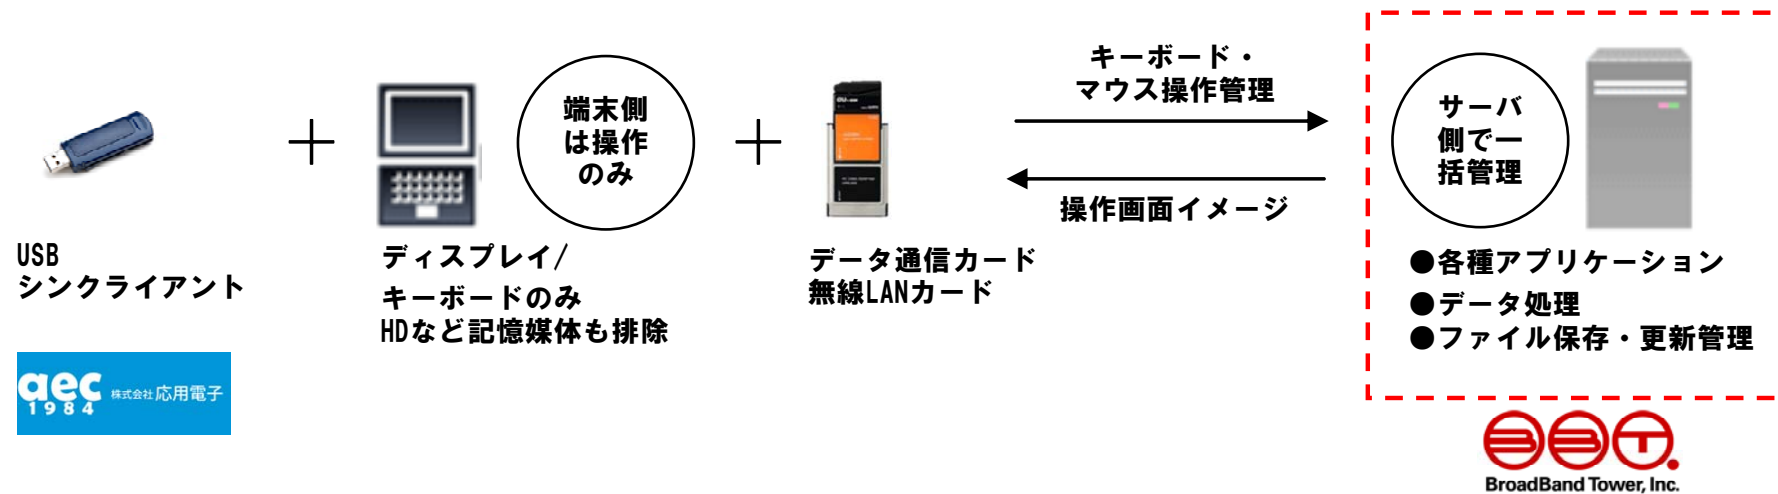 キーボード・
マウス操作管理
端末側
は操作
のみ
サーバ
側で一
括管理
操作画面イメージ
USB
シンクライアント
ディスプレイ/
キーボードのみ
HDなど記憶媒体も排除
データ通信カード
無線LANカード
●各種アプリケーション
●データ処理
●ファイル保存・更新管理
aec
1984
株式会社応用電子
BBT.
BroadBand Tower, Inc.